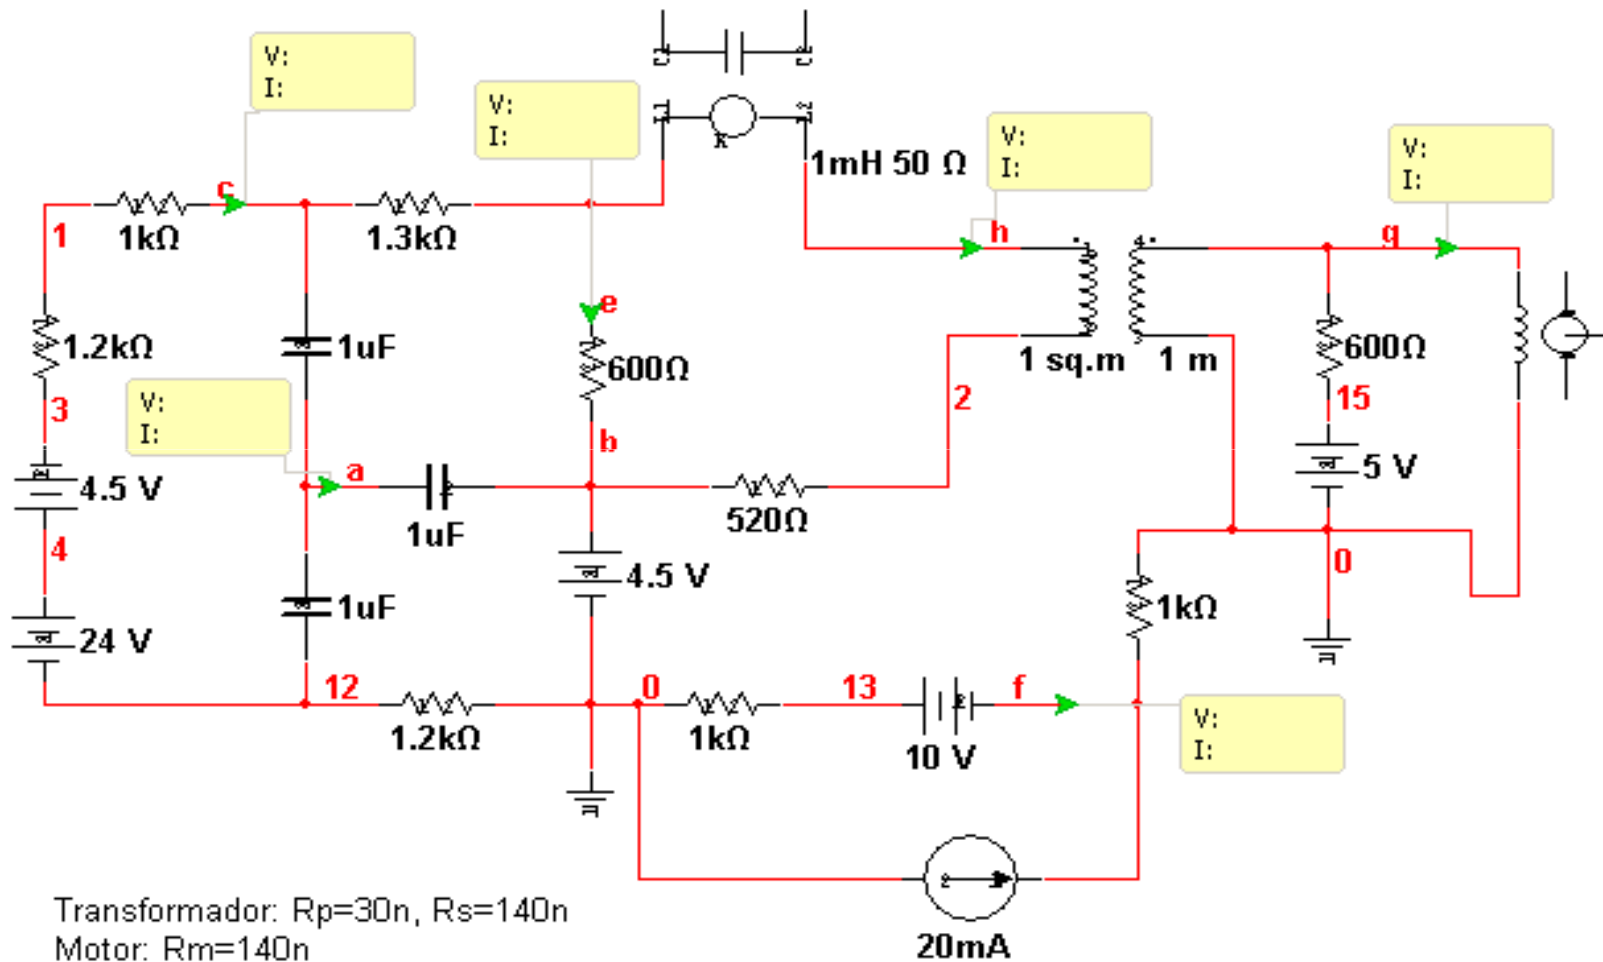 V:
I:
V:
I:
1mH 50 Ω
V:
I:
V:
I:
c
1
1kΩ
1.3kΩ
h
g
e
1.2kΩ
1uF
600Ω
1 sq.m
1 m
600Ω
3
V:
I:
2
15
b
a
4.5 V
1uF
520Ω
5 V
4
4.5 V
0
24 V
1uF
1kΩ
12
0
13
f
1.2kΩ
1kΩ
10 V
V:
I:
20mA
Transformador: Rp=30n, Rs=140n
Motor: Rm=140n